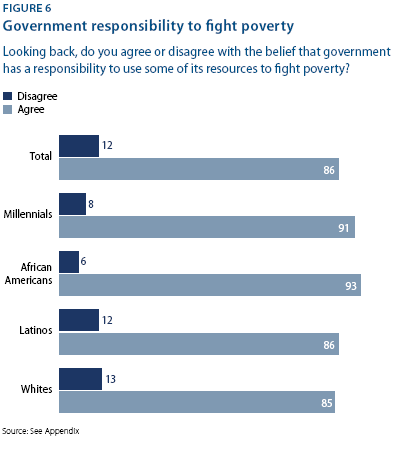 FIGURE 6
Government responsibility to fight poverty
Looking back, do you agree or disagree with the belief that government
has a responsibility to use some of its resources to fight poverty?
Disagree
Agree
Total
12
86
Millennials
8
91
African
Americans
6
93
Latinos
12
86
Whites
13
85
Source: See Appendix